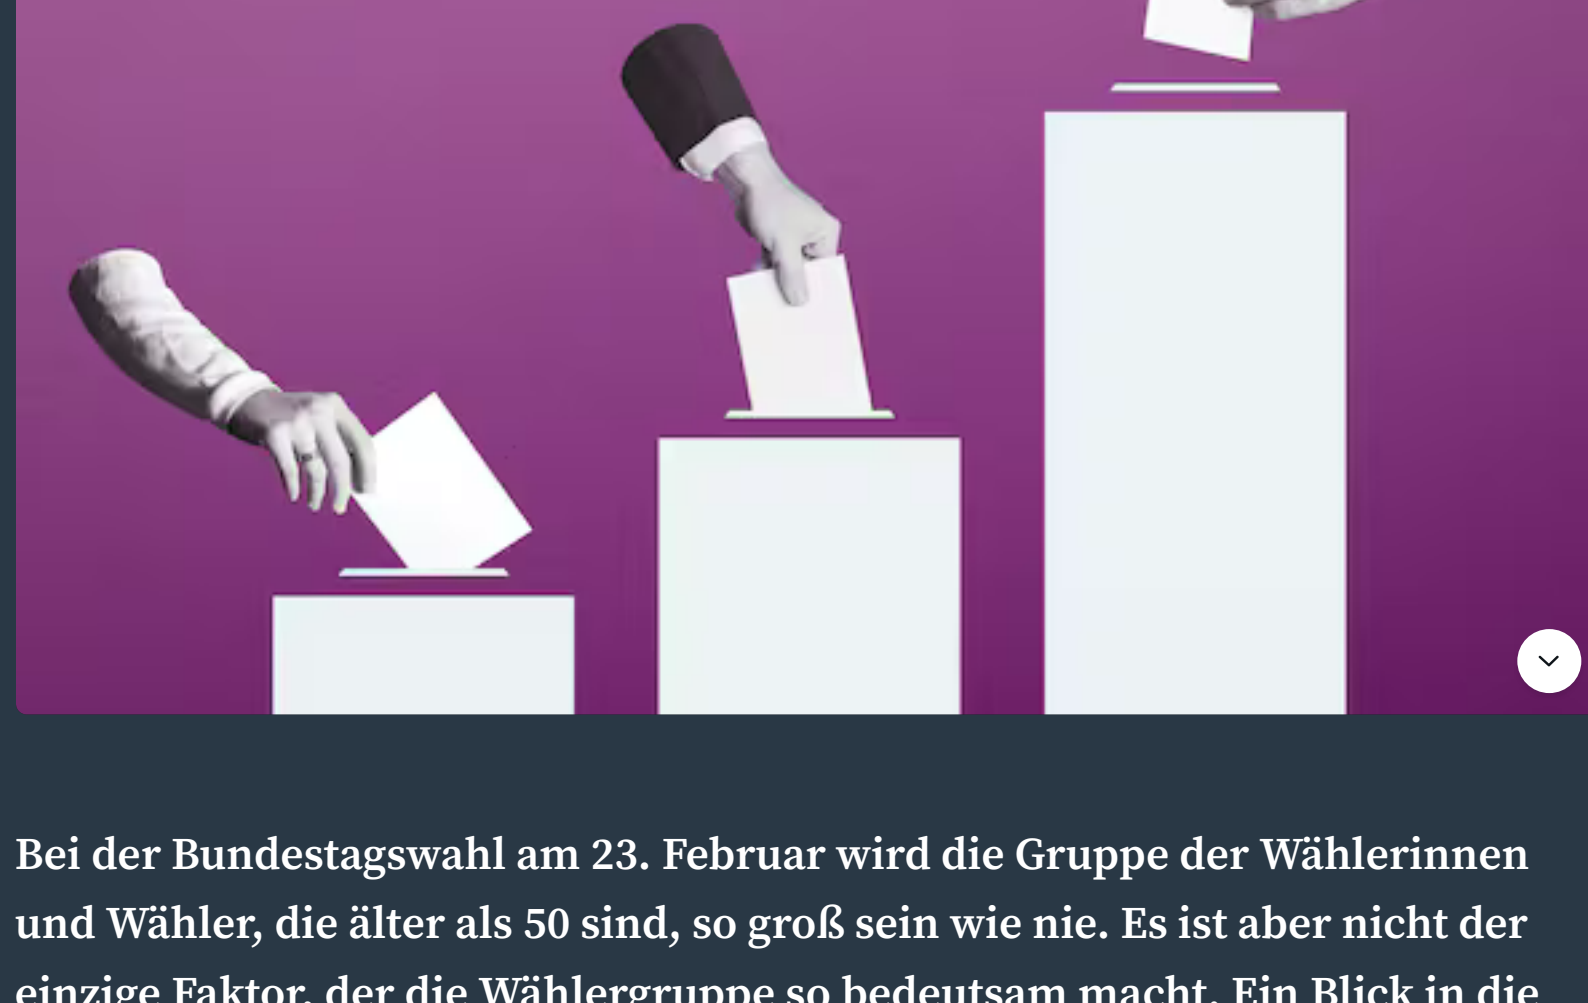 Bei der Bundestagswahl am 23. Februar wird die Gruppe der Wählerinnen
und Wähler, die älter als 50 sind, so groß sein wie nie. Es ist aber nicht der
einzige Faktor, der die Wählergruppe so bedeutsam macht. Ein Blick in die